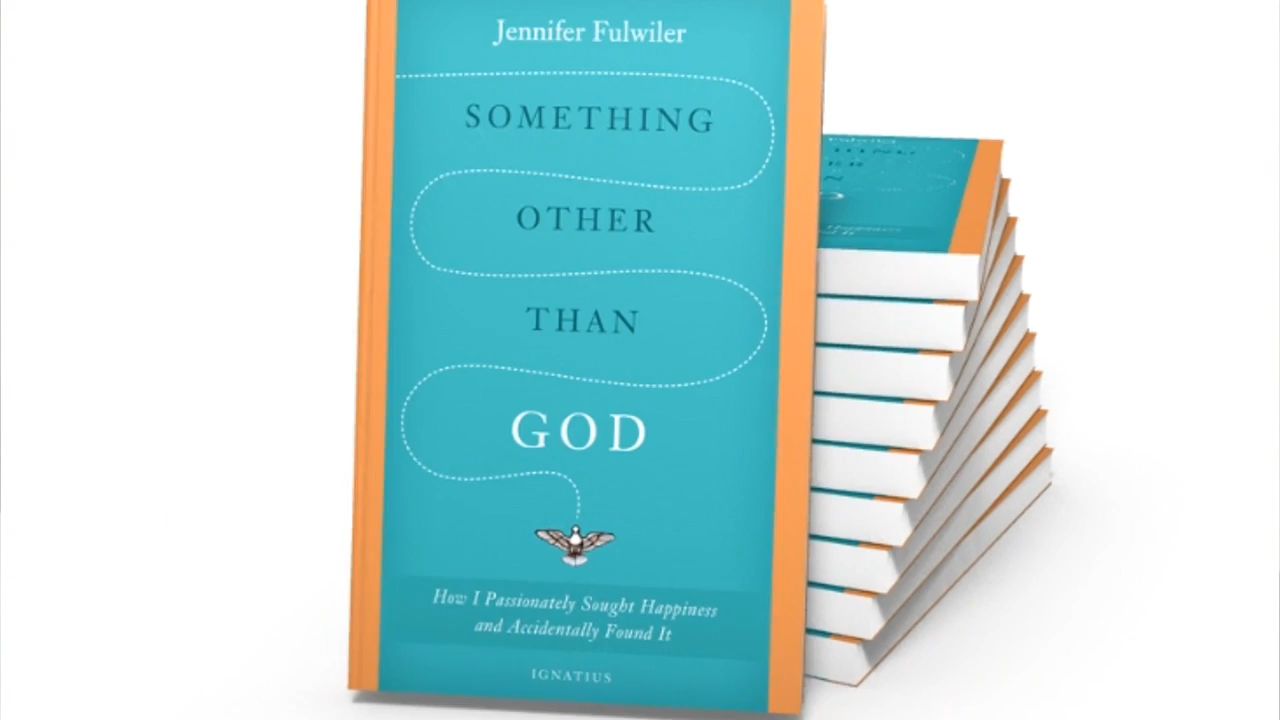 Jennifer Fulwiler
SOMETHING
OTHER
THAN
GOD
How I Passionately Sought Happiness
and Accidentally Found It
IGNATIUS